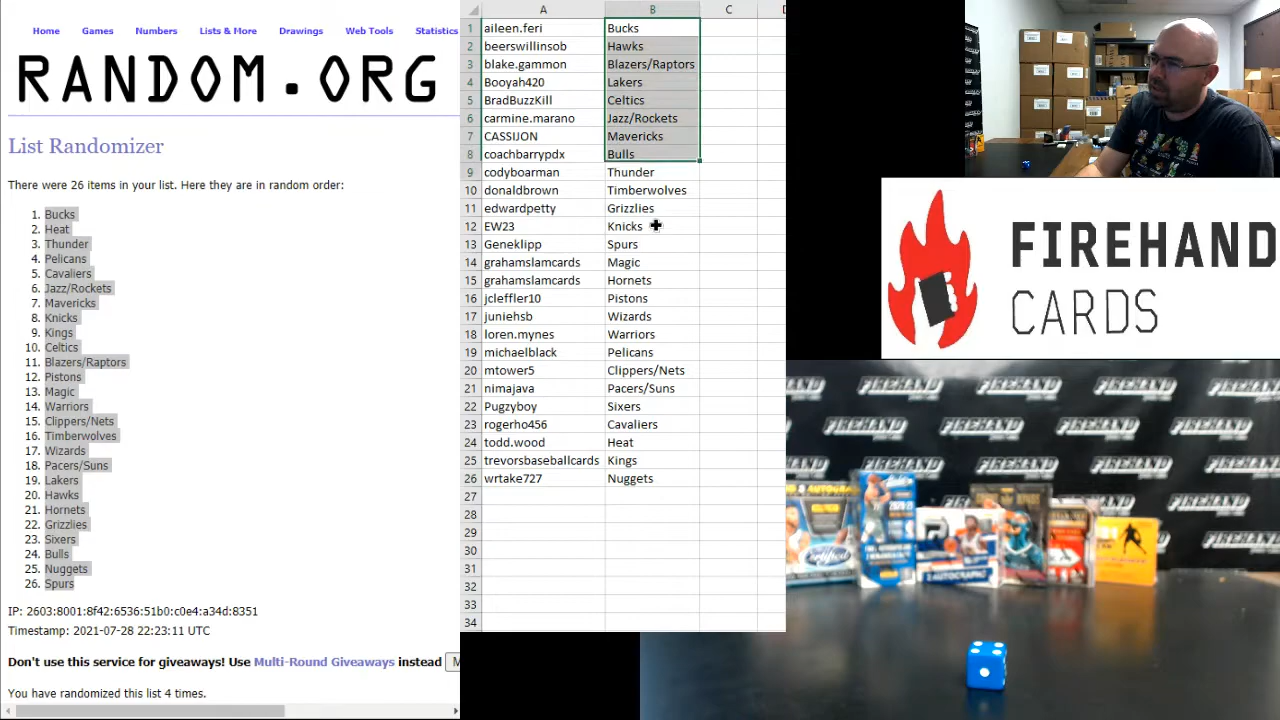 Home Games Numbers Lists & More Drawings Web Tools Statistics
RANDOM.ORG
List Randomizer
There were 26 items in your list. Here they are in random order:
1. Bucks
2. Heat
3. Thunder
4. Pelicans
5. Cavaliers
6. Jazz/Rockets
7. Mavericks
8. Knicks
9. Kings
10. Celtics
11. Blazers/Raptors
12. Pistons
13. Magic
14. Warriors
15. Clippers/Nets
16. Timberwolves
17. Wizards
18. Pacers/Suns
19. Lakers
20. Hawks
21. Hornets
22. Grizzlies
23. Sixers
24. Bulls
25. Nuggets
26. Spurs
IP: 2603:8001:8f42:6536:51b0:c0e4:a34d:8351
Timestamp: 2021-07-28 22:23:11 UTC
Don't use this service for giveaways! Use Multi-Round Giveaways instead
You have randomized this list 4 times.
A B C D
1 aileen.feri Bucks
2 beerswillinsob Hawks
3 blake.gammon Blazers/Raptors
4 Booyah420 Lakers
5 BradBuzzKill Celtics
6 carmine.marano Jazz/Rockets
7 CASSIJON Mavericks
8 coachbarrypdx Bulls
9 codyboarman Thunder
10 donaldbrown Timberwolves
11 edwardpetty Grizzlies
12 EW23 Knicks
13 Geneklipp Spurs
14 grahamslamcards Magic
15 grahamslamcards Hornets
16 jcleffler10 Pistons
17 juniehsb Wizards
18 loren.mynes Warriors
19 michaelblack Pelicans
20 mtower5 Clippers/Nets
21 nimajava Pacers/Suns
22 Pugzyboy Sixers
23 rogerho456 Cavaliers
24 todd.wood Heat
25 trevorsbaseballcards Kings
26 wrtake727 Nuggets
27
28
29
30
31
32
33
34
FIREHAND
CARDS
FIREHAND FIREHAND FIREHAND
Certified